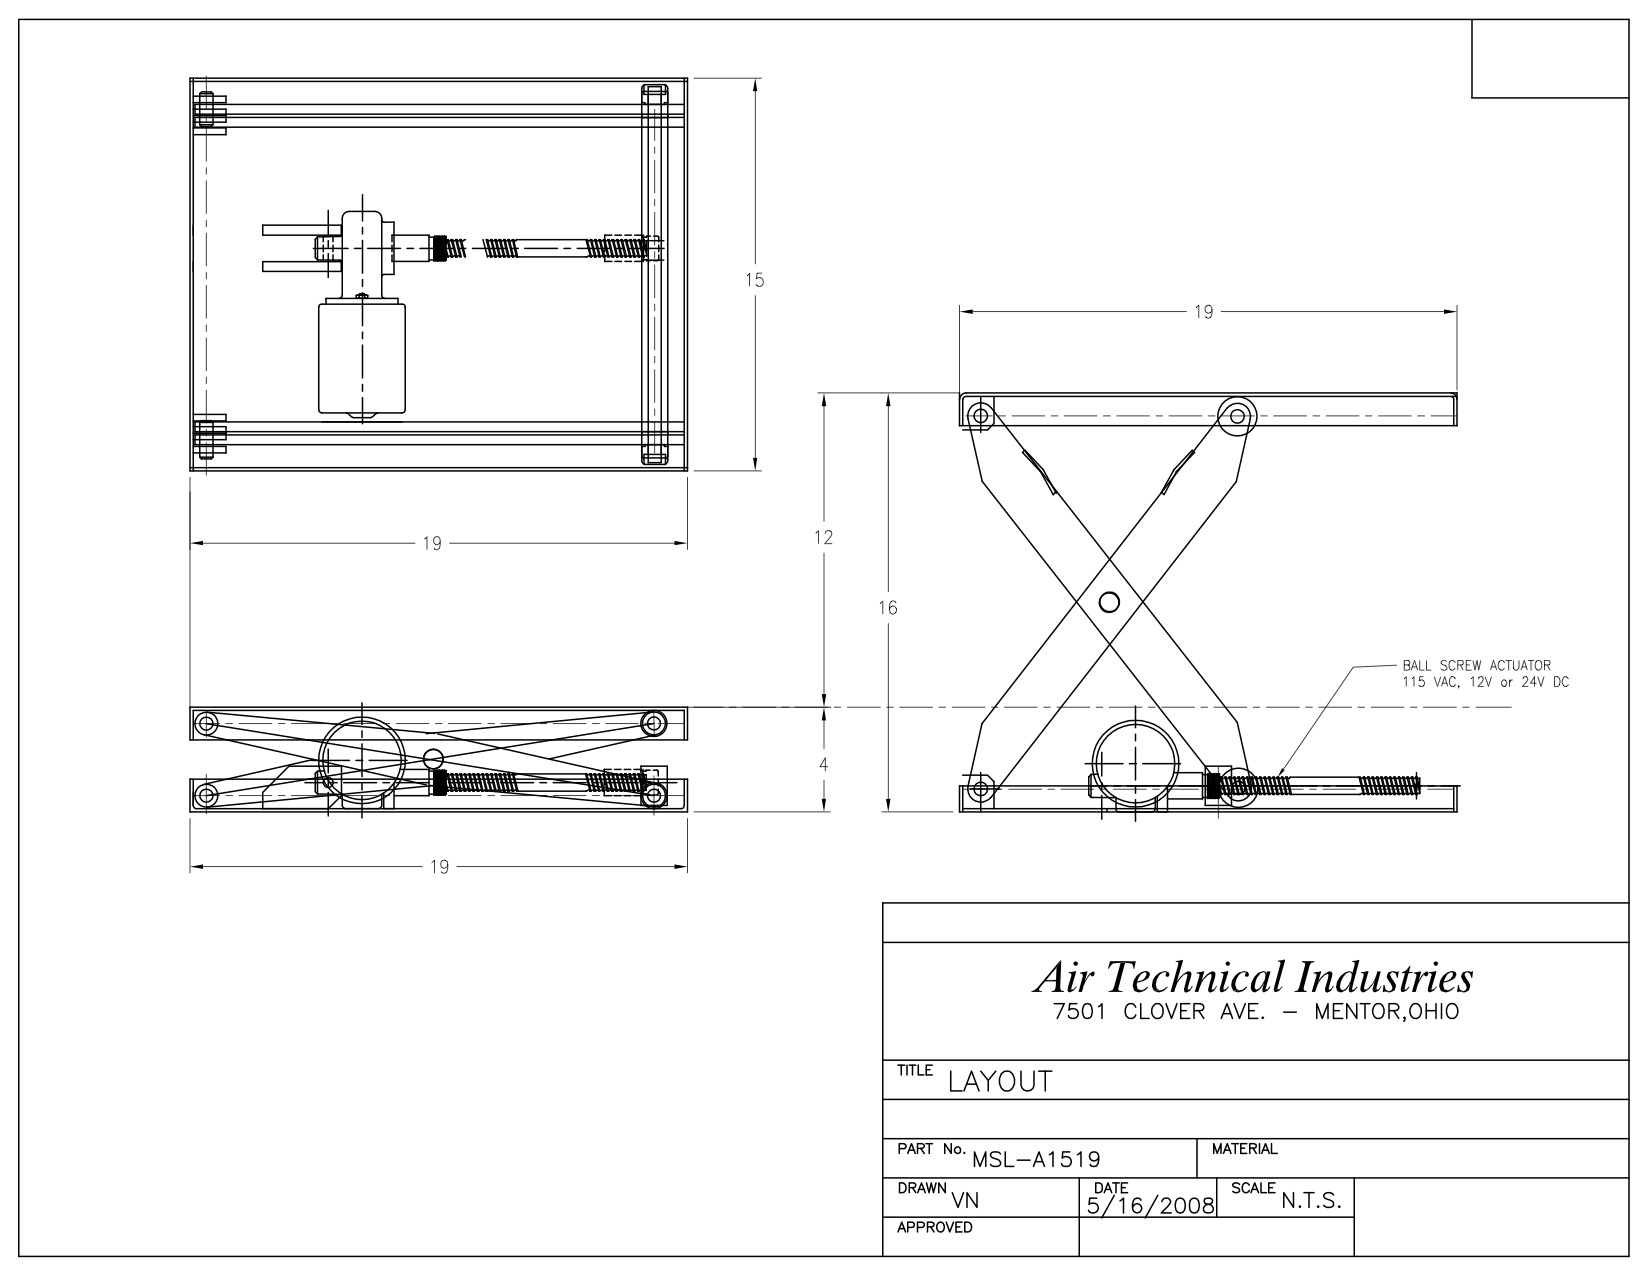 15
19
19
12
16
BALL SCREW ACTUATOR
115 VAC, 12V or 24V DC
4
19
Air Technical Industries
7501 CLOVER AVE. – MENTOR,OHIO
TITLE LAYOUT
PART No. MSL–A1519 MATERIAL
DRAWN VN DATE 5/16/2008 SCALE N.T.S.
APPROVED